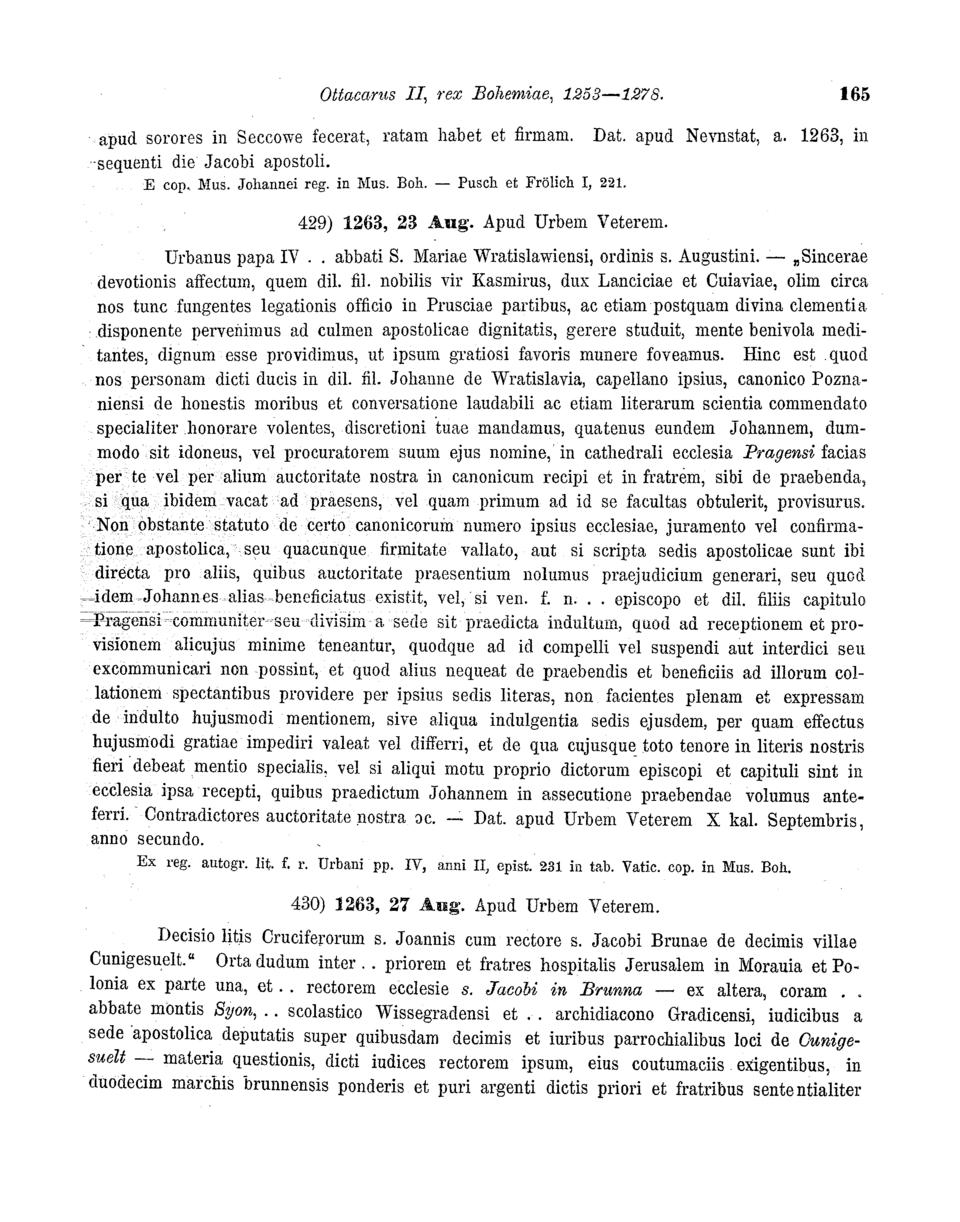 Ottacarus II, rex Bohemiae, 1253—1278. 165
apud sorores in Seccowe fecerat, ratam habet et firmam. Dat. apud Nevnstat, a. 1263, in
sequenti die Jacobi apostoli.
E cop. Mus. Johannei reg. in Mus. Boh. — Pusch et Frölich I, 221.
429) 1263, 23 Aug. Apud Urbem Veterem.
Urbanus papa IV . . abbati S. Mariae Wratislawiensi, ordinis s. Augustini. — „Sincerae
devotionis affectum, quem dil. fil. nobilis vir Kasmirus, dux Lanciciae et Cuiaviae, olim circa
nos tunc fungentes legationis officio in Prusciae partibus, ac etiam postquam divina clementia
disponente pervenimus ad culmen apostolicae dignitatis, gerere studuit, mente benivola medi-
tantes, dignum esse providimus, ut ipsum gratiosi favoris munere foveamus. Hinc est quod
nos personam dicti ducis in dil. fil. Johanne de Wratislavia, capellano ipsius, canonico Pozna-
niensi de honestis moribus et conversatione laudabili ac etiam literarum scientia commendato
specialiter honorare volentes, discretioni tuae mandamus, quatenus eundem Johannem, dum-
modo sit idoneus, vel procuratorem suum ejus nomine, in cathedrali ecclesia Pragensi facias
per te vel per alium auctoritate nostra in canonicum recipi et in fratrem, sibi de praebenda,
si qua ibidem vacat ad praesens, vel quam primum ad id se facultas obtulerit, provisurus.
Non obstante statuto de certo canonicorum numero ipsius ecclesiae, juramento vel confirma-
tione apostolica, seu quacunque firmitate vallato, aut si scripta sedis apostolicae sunt ibi
directa pro aliis, quibus auctoritate praesentium nolumus praejudicium generari, seu quod
idem Johannes alias beneficiatus existit, vel, si ven. f. n. . . episcopo et dil. filiis capitulo
Pragensi communiter seu divisim a sede sit praedicta indultum, quod ad receptionem et pro-
visionem alicujus minime teneantur, quodque ad id compelli vel suspendi aut interdici seu
excommunicari non possint, et quod alius nequeat de praebendis et beneficiis ad illorum col-
lationem spectantibus providere per ipsius sedis literas, non facientes plenam et expressam
de indulto hujusmodi mentionem, sive aliqua indulgentia sedis ejusdem, per quam effectus
hujusmodi gratiae impediri valeat vel differri, et de qua cujusque toto tenore in literis nostris
fieri debeat mentio specialis, vel si aliqui motu proprio dictorum episcopi et capituli sint in
ecclesia ipsa recepti, quibus praedictum Johannem in assecutione praebendae volumus ante-
ferri. Contradictores auctoritate nostra ɔc. — Dat. apud Urbem Veterem X kal. Septembris,
anno secundo.
Ex reg. autogr. lit. f. r. Urbani pp. IV, anni II, epist. 231 in tab. Vatic. cop. in Mus. Boh.
430) 1263, 27 Aug. Apud Urbem Veterem.
Decisio litis Cruciferorum s. Joannis cum rectore s. Jacobi Brunae de decimis villae
Cunigesuelt.“ Orta dudum inter . . priorem et fratres hospitalis Jerusalem in Morauia et Po-
lonia ex parte una, et . . rectorem ecclesie s. Jacobi in Brunna — ex altera, coram . .
abbate montis Syon, . . scolastico Wissegradensi et . . archidiacono Gradicensi, iudicibus a
sede apostolica deputatis super quibusdam decimis et iuribus parrochialibus loci de Cunige-
suelt — materia questionis, dicti iudices rectorem ipsum, eius coutumaciis exigentibus, in
duodecim marchis brunnensis ponderis et puri argenti dictis priori et fratribus sententialiter